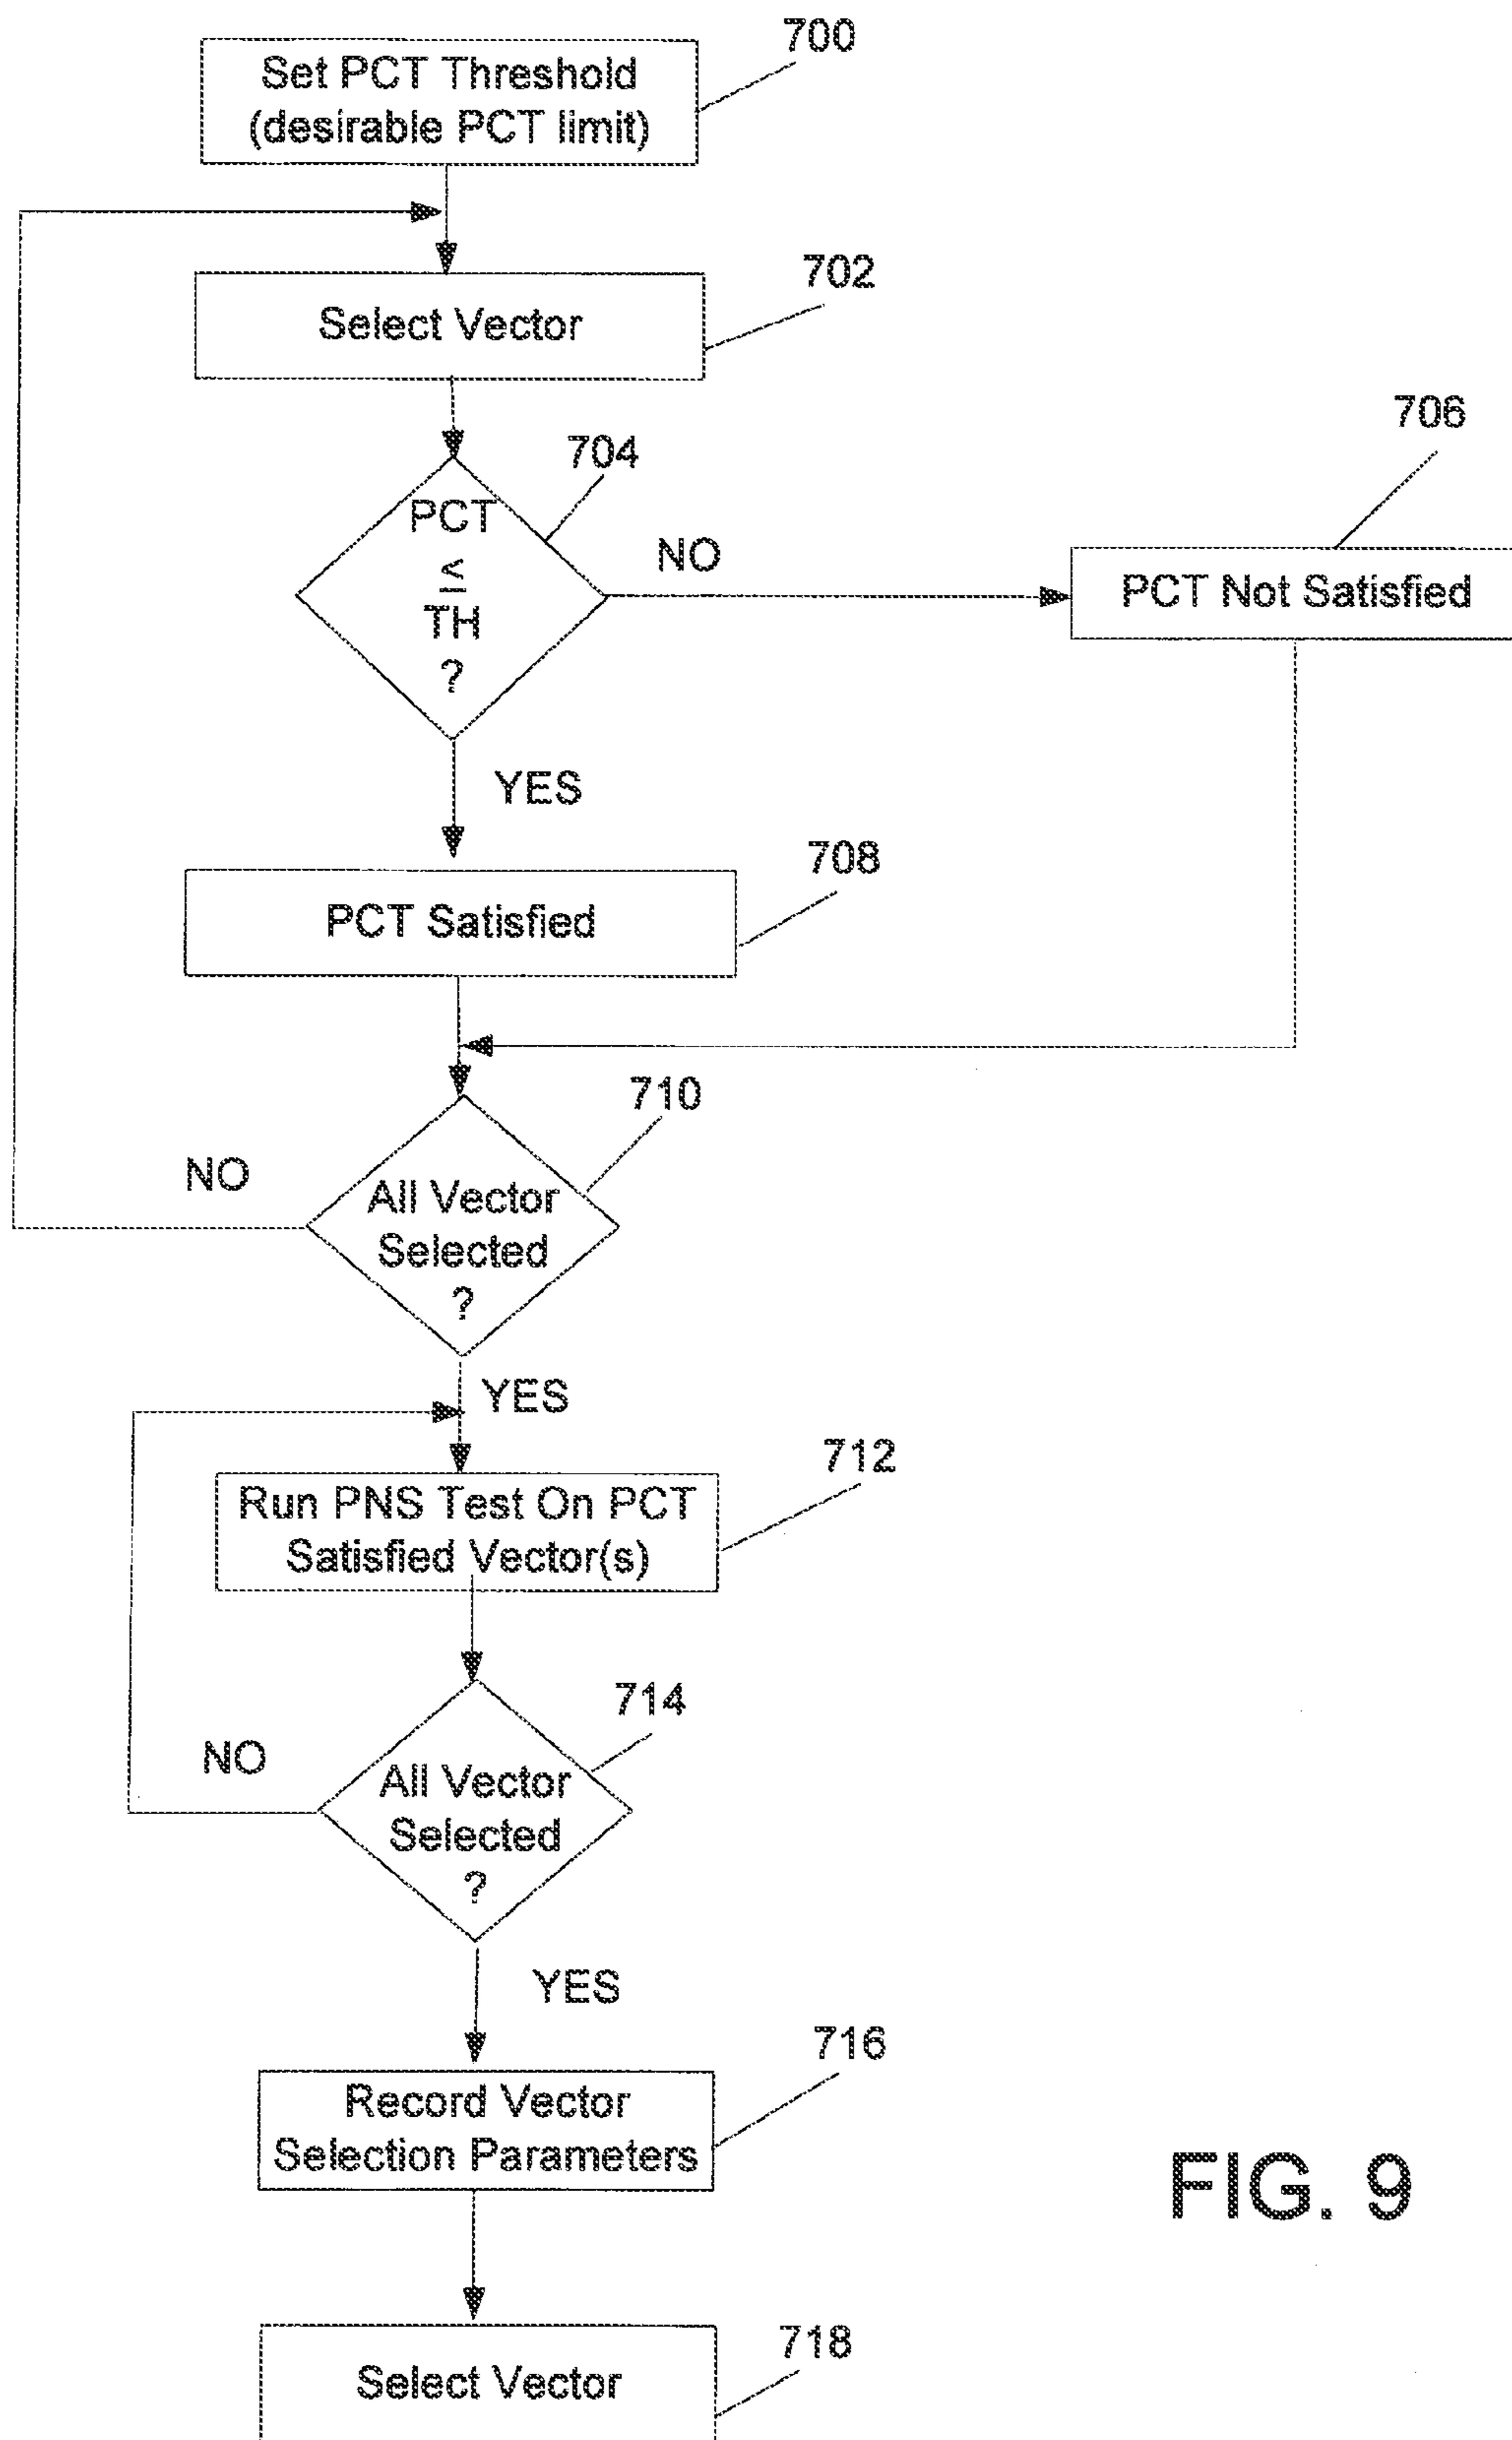 700
Set PCT Threshold
(desirable PCT limit)
702
Select Vector
704
706
PCT
≤
TH
?
NO
PCT Not Satisfied
YES
708
PCT Satisfied
710
NO
All Vector
Selected
?
YES
712
Run PNS Test On PCT
Satisfied Vector(s)
714
NO
All Vector
Selected
?
YES
716
Record Vector
Selection Parameters
FIG. 9
718
Select Vector